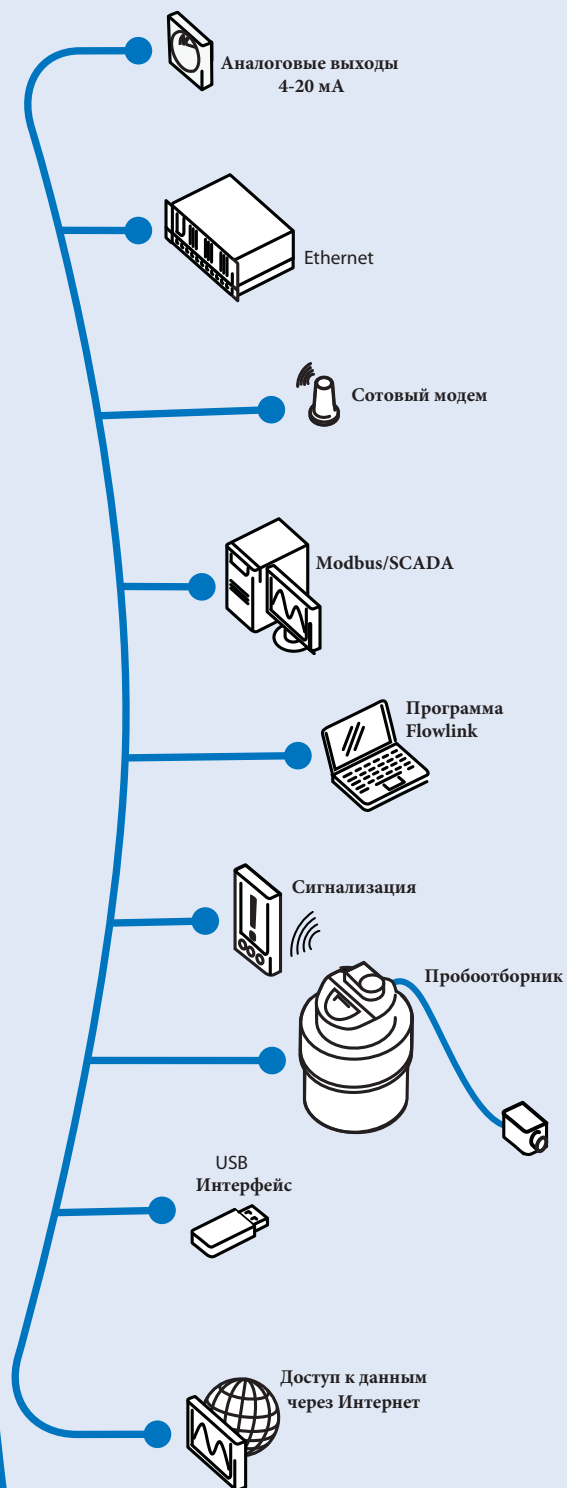 Аналоговые выходы
4-20 мА
Ethernet
Сотовый модем
Modbus/SCADA
Программа
Flowlink
Сигнализация
Пробоотборник
USB
Интерфейс
Доступ к данным
через Интернет